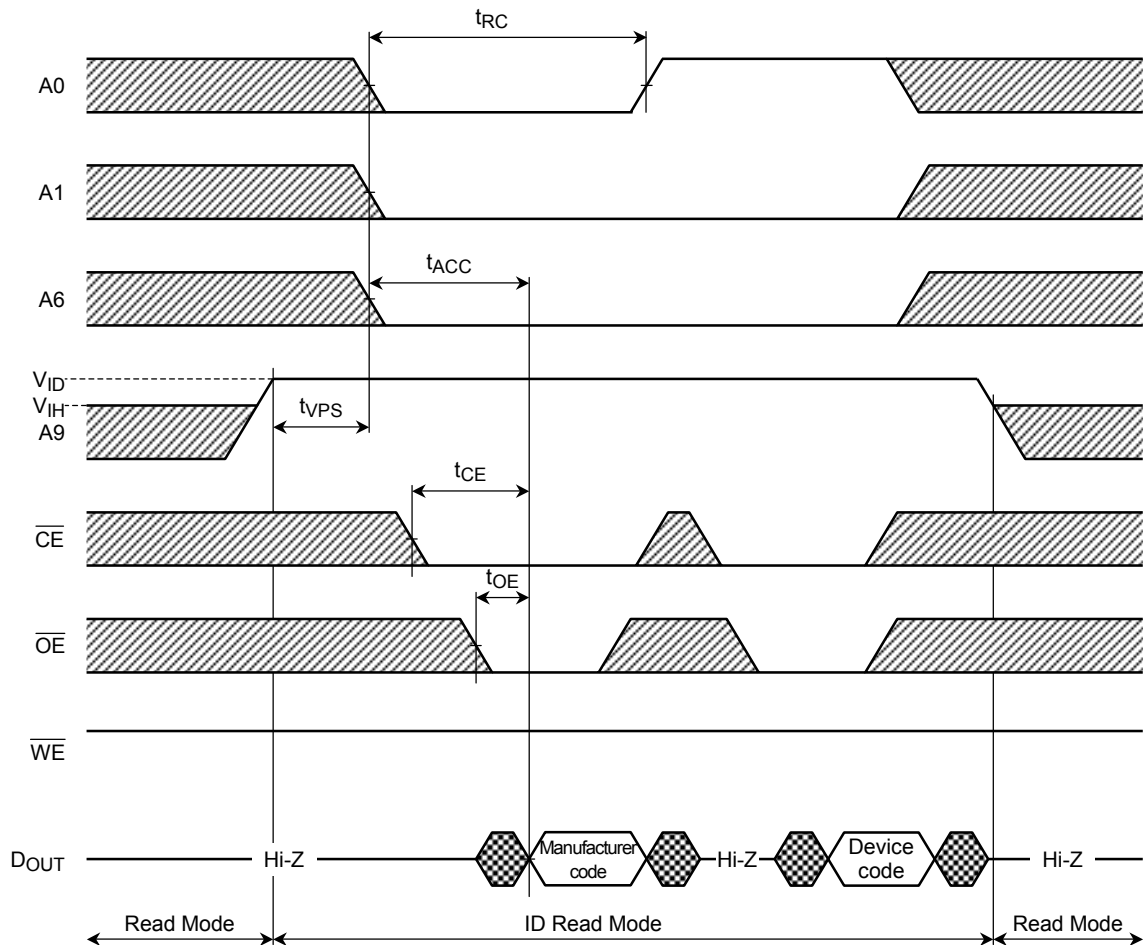 tRC
A0
A1
tACC
A6
VID
VIH
tVPS
A9
tCE
CE
tOE
OE
WE
DOUT
Hi-Z
Manufacturer
code
Hi-Z
Device
code
Hi-Z
Read Mode
ID Read Mode
Read Mode